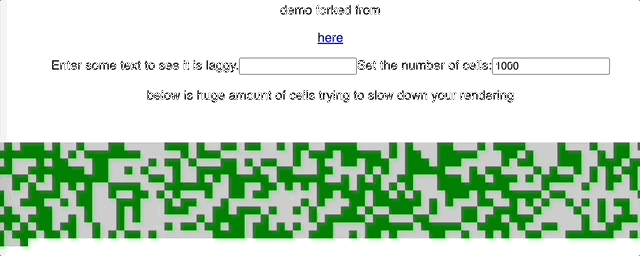 demo forked from
here
Enter some text to see it is laggy. Set the number of cells: 1000
below is huge amount of cells trying to slow down your rendering